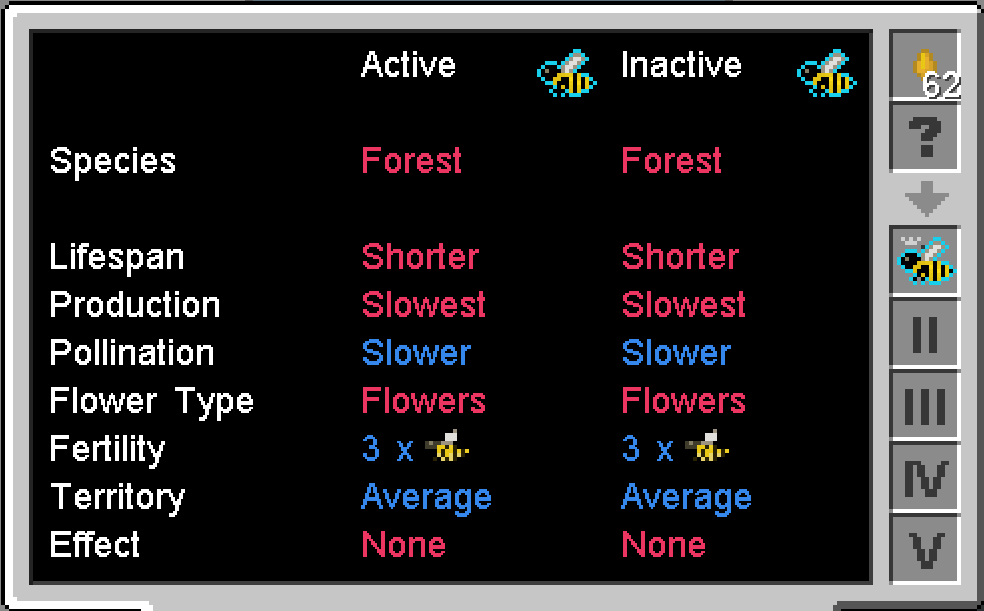 Active Inactive
62
?
Species Forest Forest
Lifespan Shorter Shorter
Production Slowest Slowest
II
Pollination Slower Slower
Flower Type Flowers Flowers
III
Fertility 3 x 3 x
Territory Average Average
IV
Effect None None
V